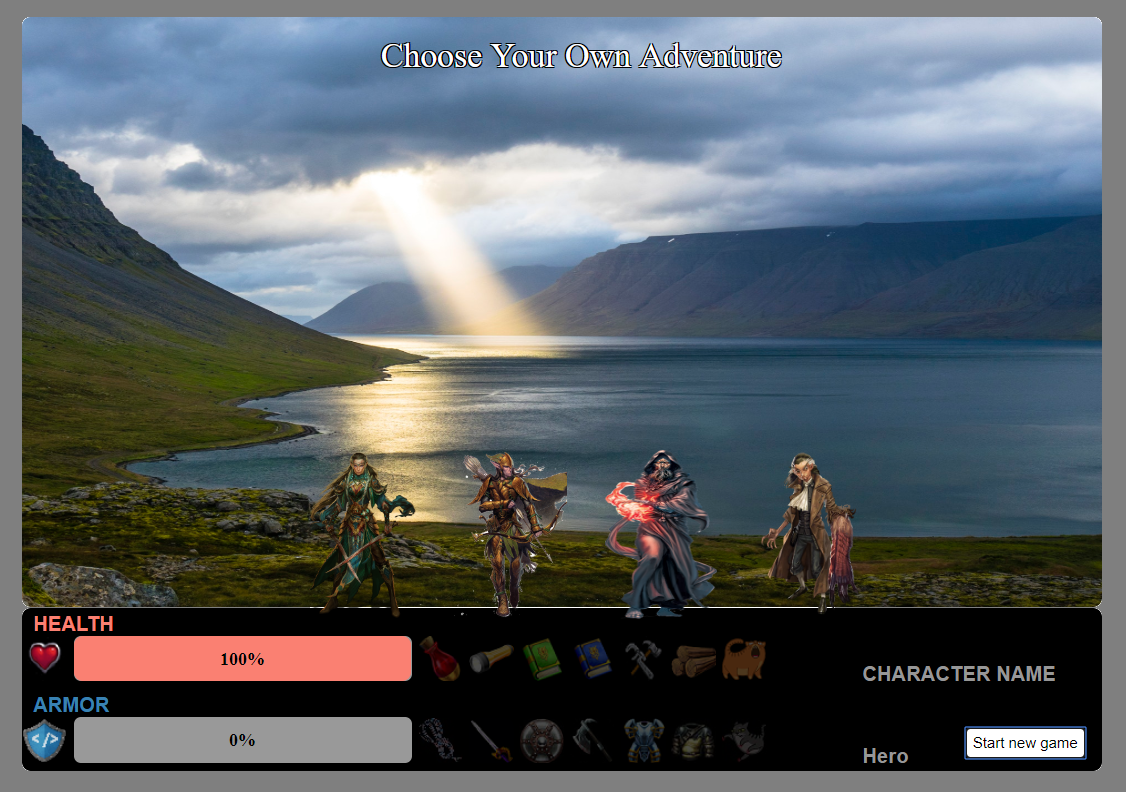 Choose Your Own Adventure
HEALTH
100%
CHARACTER NAME
ARMOR
</>
0%
Hero
Start new game